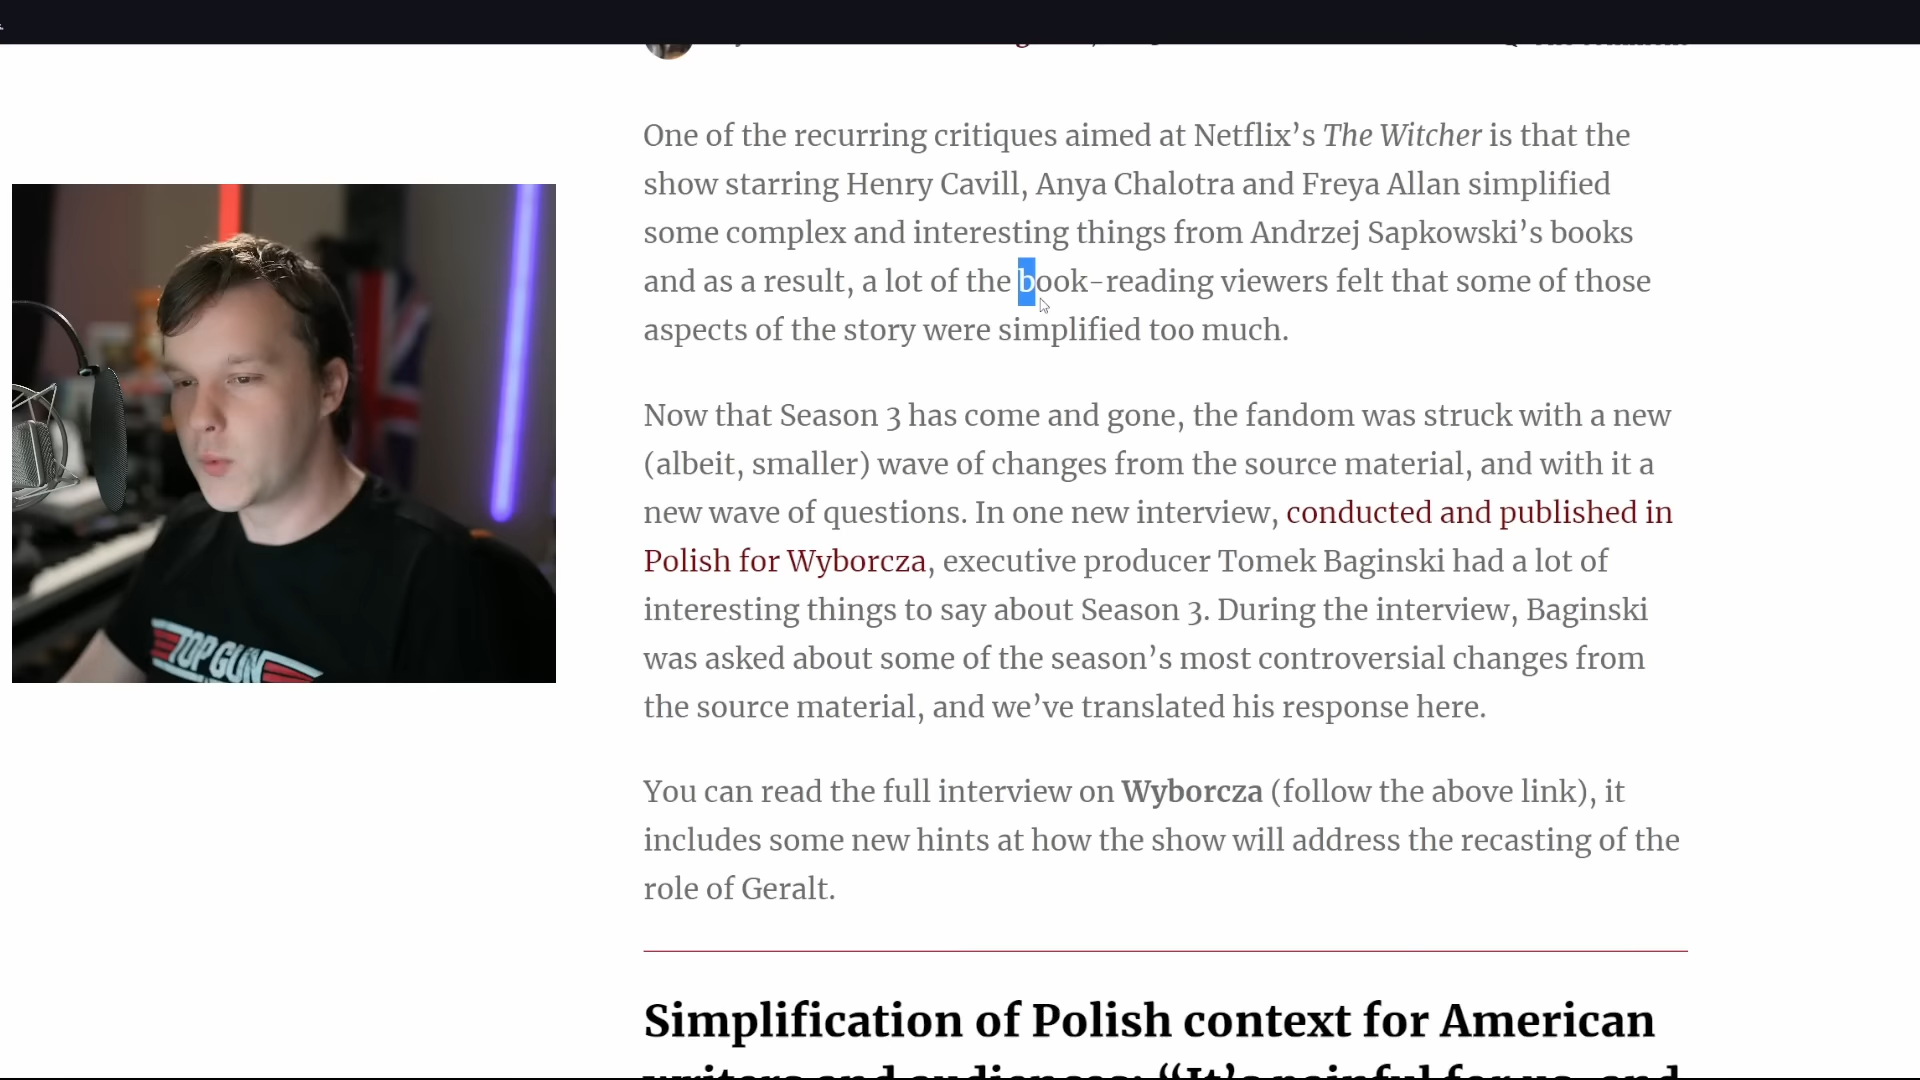 One of the recurring critiques aimed at Netflix’s The Witcher is that the
show starring Henry Cavill, Anya Chalotra and Freya Allan simplified
some complex and interesting things from Andrzej Sapkowski’s books
and as a result, a lot of the book-reading viewers felt that some of those
aspects of the story were simplified too much.
Now that Season 3 has come and gone, the fandom was struck with a new
(albeit, smaller) wave of changes from the source material, and with it a
new wave of questions. In one new interview, conducted and published in
Polish for Wyborcza, executive producer Tomek Baginski had a lot of
interesting things to say about Season 3. During the interview, Baginski
was asked about some of the season’s most controversial changes from
the source material, and we’ve translated his response here.
You can read the full interview on Wyborcza (follow the above link), it
includes some new hints at how the show will address the recasting of the
role of Geralt.
Simplification of Polish context for American
writers and audiences: “It’s painful for us, and
TOP GUN